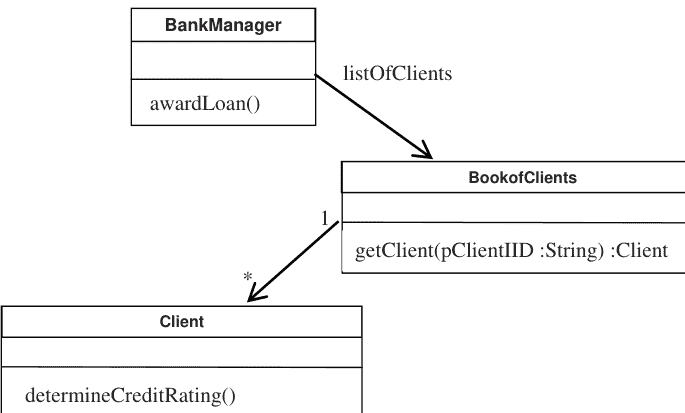 BankManager
listOfClients
awardLoan()
BookofClients
1
getClient(pClientIID :String) :Client
*
Client
determineCreditRating()